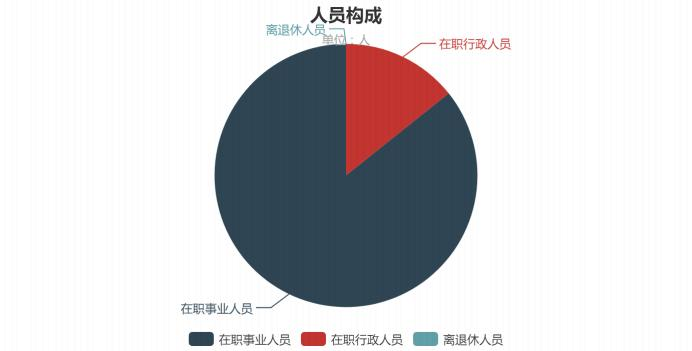 人员构成
离退休人员
单位：人
在职行政人员
在职事业人员
在职事业人员 在职行政人员 离退休人员